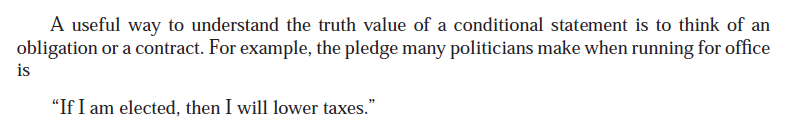 A useful way to understand the truth value of a conditional statement is to think of an
obligation or a contract. For example, the pledge many politicians make when running for office
is
“If I am elected, then I will lower taxes.”